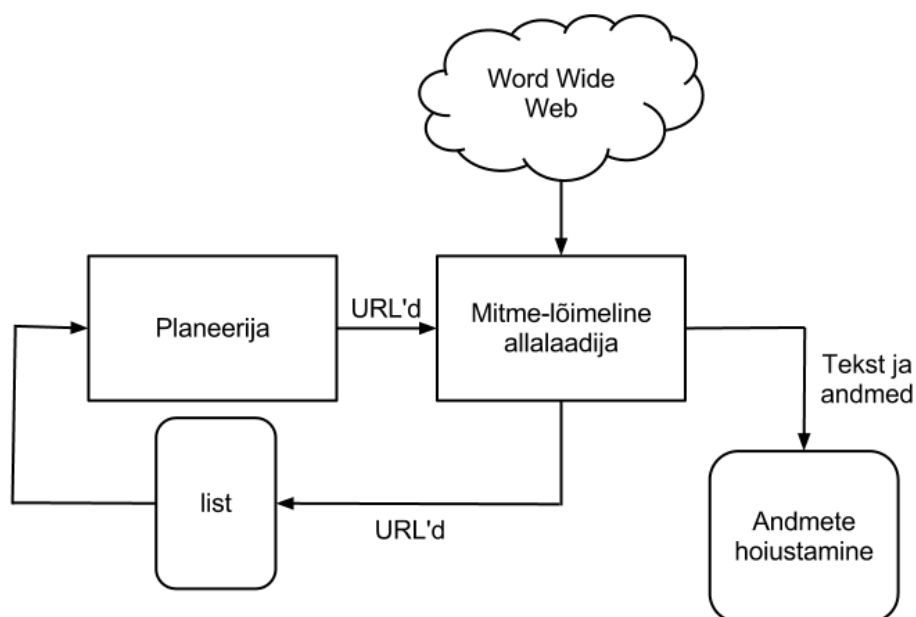 Word Wide
Web
Planeerija
URL'd
Mitme-lõimeline
allalaadija
Tekst ja
andmed
list
URL'd
Andmete
hoiustamine